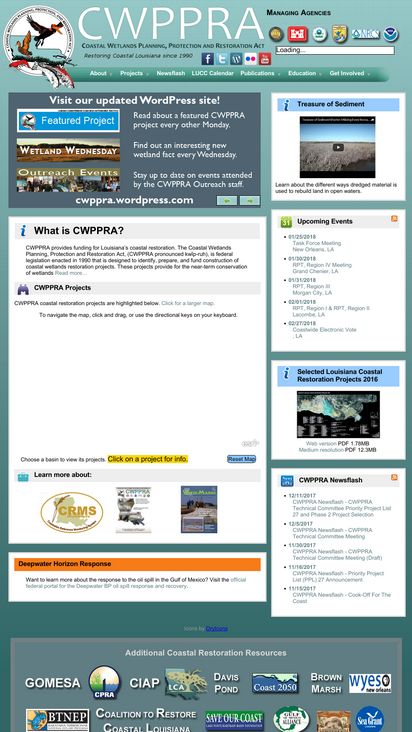 CWPPRA
Managing Agencies
Coastal Wetlands Planning, Protection and Restoration Act
Restoring Coastal Louisiana since 1990
Loading...
About
Projects
Newsflash
LUCC Calendar
Publications
Education
Get Involved
Visit our updated WordPress site!
Featured Project
Read about a featured CWPPRA
project every other Monday.
Wetland Wednesday
Find out an interesting new
wetland fact every Wednesday.
Outreach Events
Stay up to date on events attended
by the CWPPRA Outreach staff.
cwppra.wordpress.com
Treasure of Sediment
Learn about the different ways dredged material is
used to rebuild land in open waters.
What is CWPPRA?
CWPPRA provides funding for Louisiana's coastal restoration. The Coastal Wetlands
Planning, Protection and Restoration Act, (CWPPRA pronounced kwip-ruh), is federal
legislation enacted in 1990 that is designed to identify, prepare, and fund construction of
coastal wetlands restoration projects. These projects provide for the near-term conservation
of wetlands Read more...
CWPPRA Projects
CWPPRA coastal restoration projects are highlighted below. Click for a larger map.
To navigate the map, click and drag, or use the directional keys on your keyboard.
esri
Choose a basin to view its projects. Click on a project for info.
Reset Map
Learn more about:
CRMS
CWPPRA
WaterMarks
Deepwater Horizon Response
Want to learn more about the response to the oil spill in the Gulf of Mexico? Visit the official
federal portal for the Deepwater BP oil spill response and recovery.
Upcoming Events
01/25/2018
Task Force Meeting
New Orleans, LA
01/30/2018
RPT, Region IV Meeting
Grand Chenier, LA
01/31/2018
RPT, Region III
Morgan City, LA
02/01/2018
RPT, Region I & RPT, Region II
Lacombe, LA
02/27/2018
Coastwide Electronic Vote
, LA
Selected Louisiana Coastal
Restoration Projects 2016
Web version PDF 1.78MB
Medium resolution PDF 12.3MB
CWPPRA Newsflash
12/11/2017
CWPPRA Newsflash - CWPPRA
Technical Committee Priority Project List
27 and Phase 2 Project Selection
12/5/2017
CWPPRA Newsflash - CWPPRA
Technical Committee Meeting
11/30/2017
CWPPRA Newsflash - CWPPRA Technical
Committee Meeting (Draft)
11/16/2017
CWPPRA Newsflash - Priority Project
List (PPL) 27 Announcement
11/15/2017
CWPPRA Newsflash - Cook-Off For The
Coast
Icons by Dryicons
Additional Coastal Restoration Resources
GOMESA
CPRA
CIAP
LCA
Davis
Pond
Coast 2050
Brown
Marsh
wyes
new orleans
BTNEP
Coalition to Restore
Coastal Louisiana
SAVE OUR COAST
GULF
ALLIANCE
Sea Grant